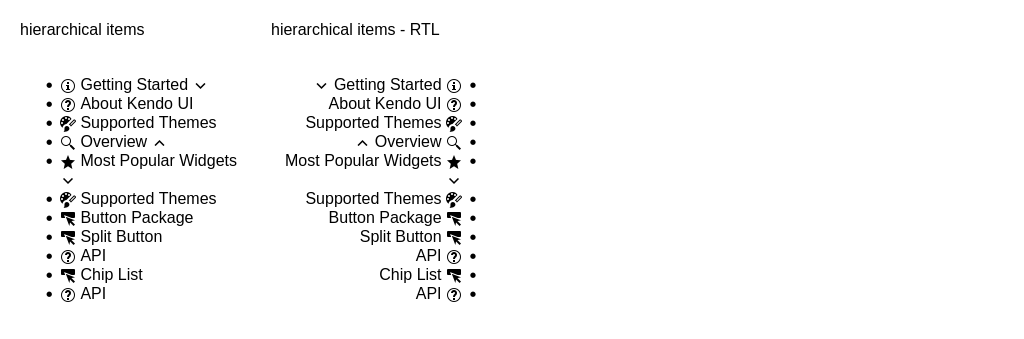 hierarchical items
Getting Started
About Kendo UI
Supported Themes
Overview
Most Popular Widgets
Supported Themes
Button Package
Split Button
API
Chip List
API
hierarchical items - RTL
Getting Started
About Kendo UI
Supported Themes
Overview
Most Popular Widgets
Supported Themes
Button Package
Split Button
API
Chip List
API